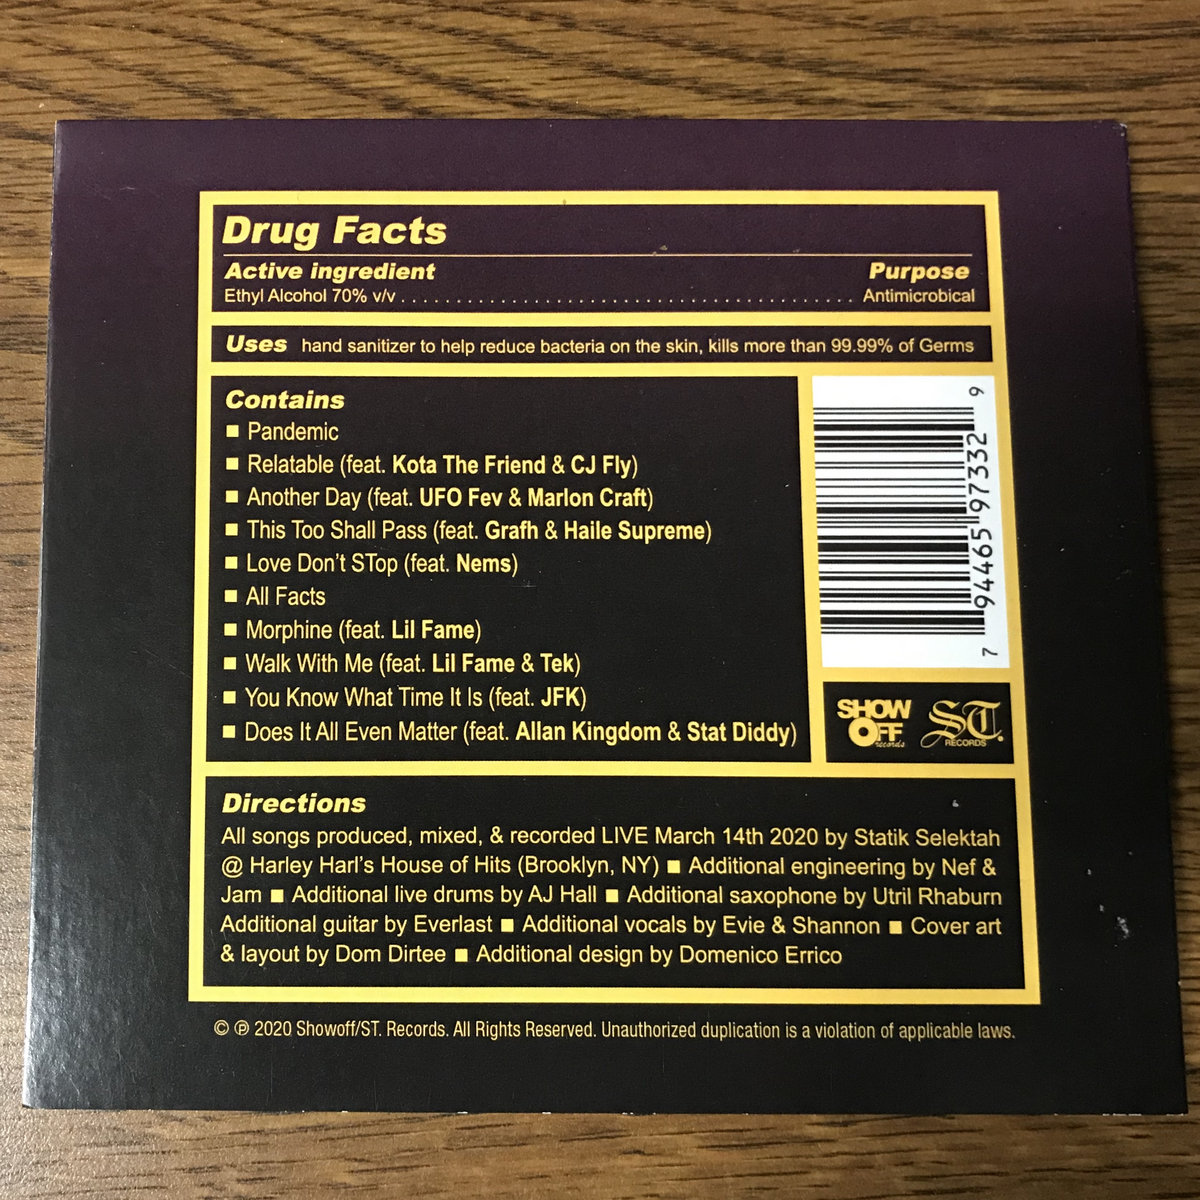 Drug Facts
Active ingredient Purpose
Ethyl Alcohol 70% v/v . . . . . . . . . . . . . . . . . . . . . . . . . . . . . . . . . . . . . . . . . . Antimicrobical
Uses hand sanitizer to help reduce bacteria on the skin, kills more than 99.99% of Germs
Contains
■ Pandemic
■ Relatable (feat. Kota The Friend & CJ Fly)
■ Another Day (feat. UFO Fev & Marlon Craft)
■ This Too Shall Pass (feat. Grafh & Haile Supreme)
■ Love Don't STop (feat. Nems)
■ All Facts
■ Morphine (feat. Lil Fame)
■ Walk With Me (feat. Lil Fame & Tek)
■ You Know What Time It Is (feat. JFK)
■ Does It All Even Matter (feat. Allan Kingdom & Stat Diddy)
7 94465 97332 9
SHOW
OFF
records
ST.
RECORDS
Directions
All songs produced, mixed, & recorded LIVE March 14th 2020 by Statik Selektah
@ Harley Harl's House of Hits (Brooklyn, NY) ■ Additional engineering by Nef &
Jam ■ Additional live drums by AJ Hall ■ Additional saxophone by Utril Rhaburn
Additional guitar by Everlast ■ Additional vocals by Evie & Shannon ■ Cover art
& layout by Dom Dirtee ■ Additional design by Domenico Errico
© ℗ 2020 Showoff/ST. Records. All Rights Reserved. Unauthorized duplication is a violation of applicable laws.